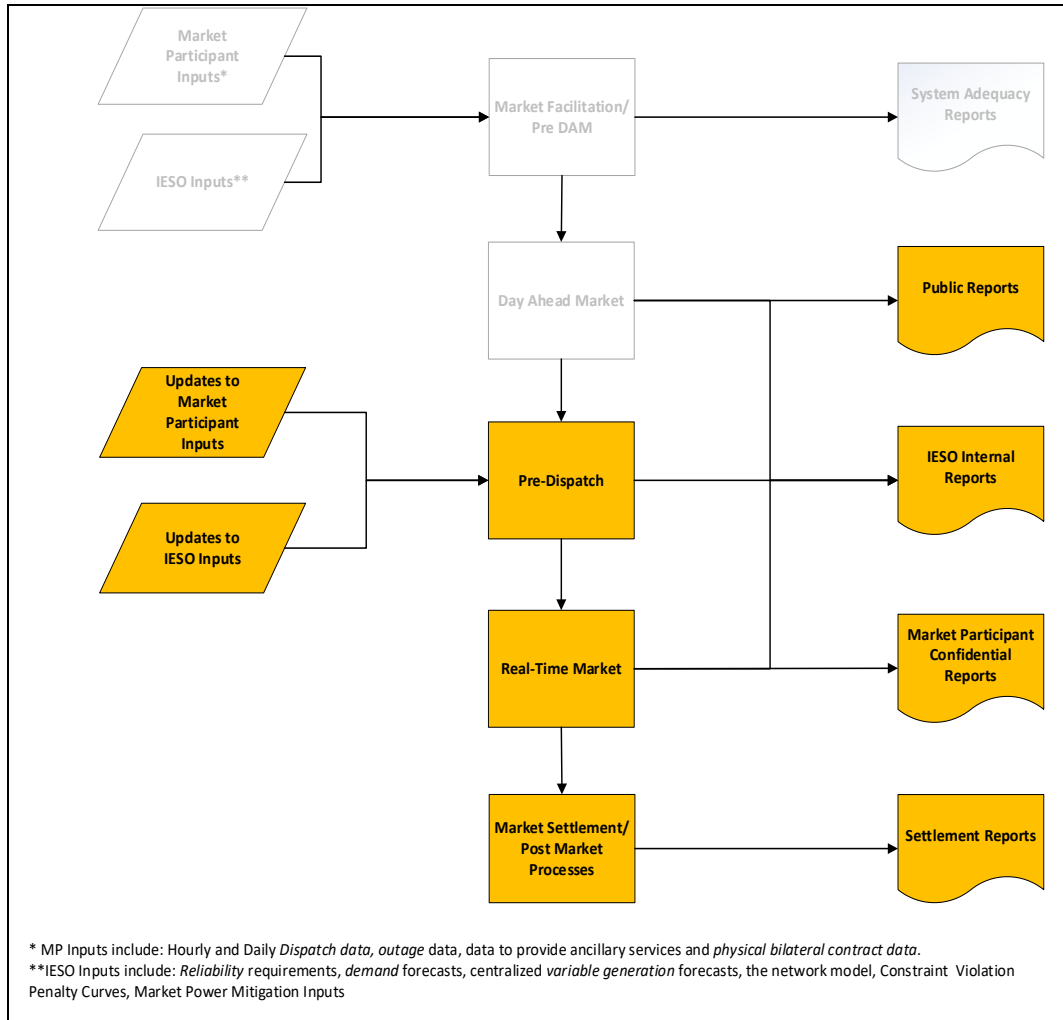 Market
Participant
Inputs*
IESO Inputs**
Market Facilitation/
Pre DAM
System Adequacy
Reports
Day Ahead Market
Public Reports
Updates to
Market
Participant
Inputs
Updates to
IESO Inputs
Pre-Dispatch
IESO Internal
Reports
Real-Time Market
Market Participant
Confidential
Reports
Market Settlement/
Post Market
Processes
Settlement Reports
* MP Inputs include: Hourly and Daily Dispatch data, outage data, data to provide ancillary services and physical bilateral contract data.
**IESO Inputs include: Reliability requirements, demand forecasts, centralized variable generation forecasts, the network model, Constraint Violation
Penalty Curves, Market Power Mitigation Inputs